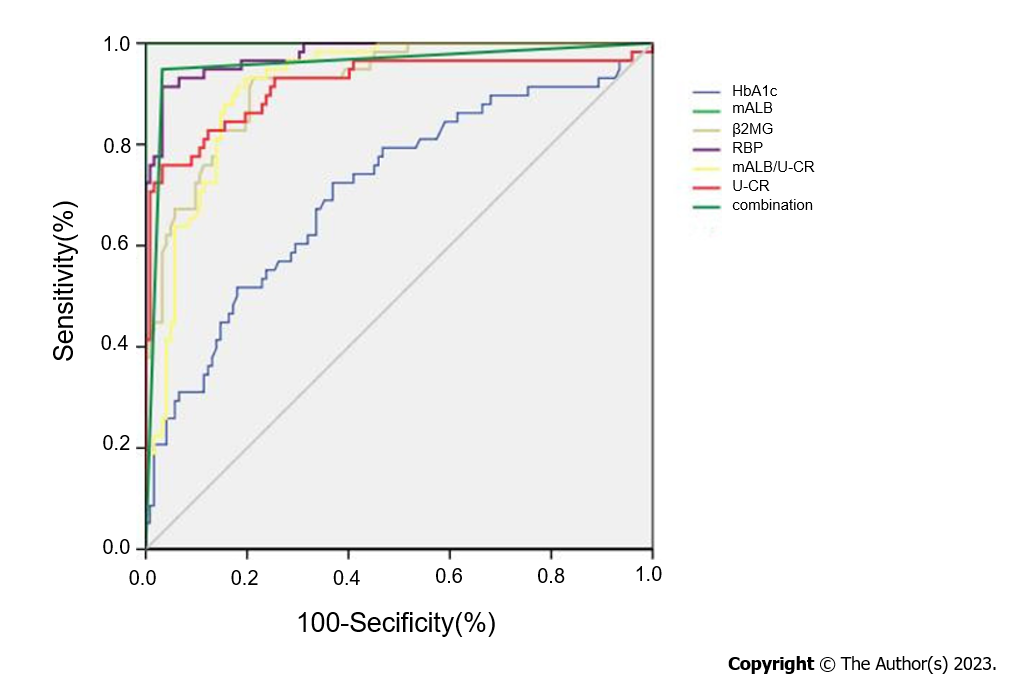 1.0
0.8
0.6
0.4
0.2
0.0
Sensitivity(%)
0.0 0.2 0.4 0.6 0.8 1.0
100-Secificity(%)
HbA1c
mALB
β2MG
RBP
mALB/U-CR
U-CR
combination
Copyright © The Author(s) 2023.